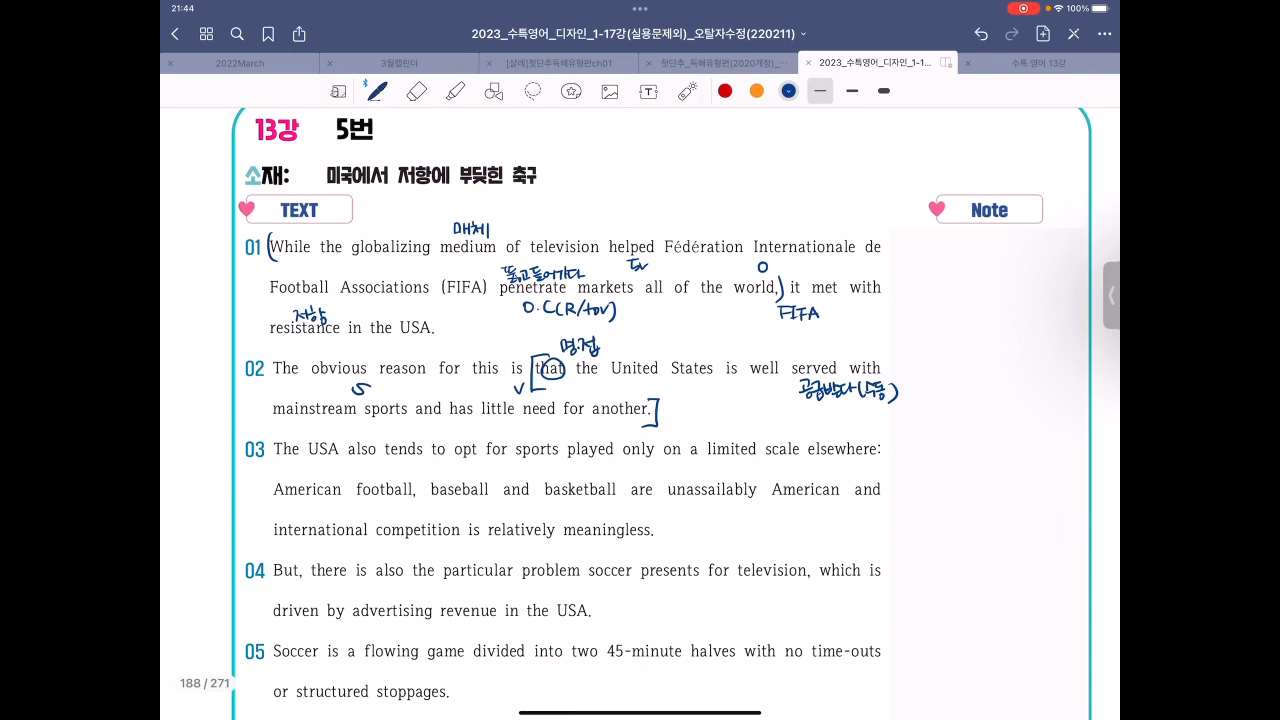 21:44
100%
2023_수특영어_디자인_1-17강(실용문제외)_오탈자수정(220211)
2022March
3월캘린더
[실례]첫단추독해유형편ch01
첫단추_독해유형편(2020개정)_...
2023_수특영어_디자인_1-1...
수특 영어 13강
13강 5번
소재: 미국에서 저항에 부딪힌 축구
TEXT
Note
매체
01 While the globalizing medium of television helped Fédération Internationale de
뚫고 들어가다
O
Football Associations (FIFA) penetrate markets all of the world, it met with
저항
O.C(R/tov)
FIFA
resistance in the USA.
명.접
02 The obvious reason for this is that the United States is well served with
S
V
공급받다(수동)
mainstream sports and has little need for another.
03 The USA also tends to opt for sports played only on a limited scale elsewhere:
American football, baseball and basketball are unassailably American and
international competition is relatively meaningless.
04 But, there is also the particular problem soccer presents for television, which is
driven by advertising revenue in the USA.
05 Soccer is a flowing game divided into two 45-minute halves with no time-outs
188 / 271
or structured stoppages.